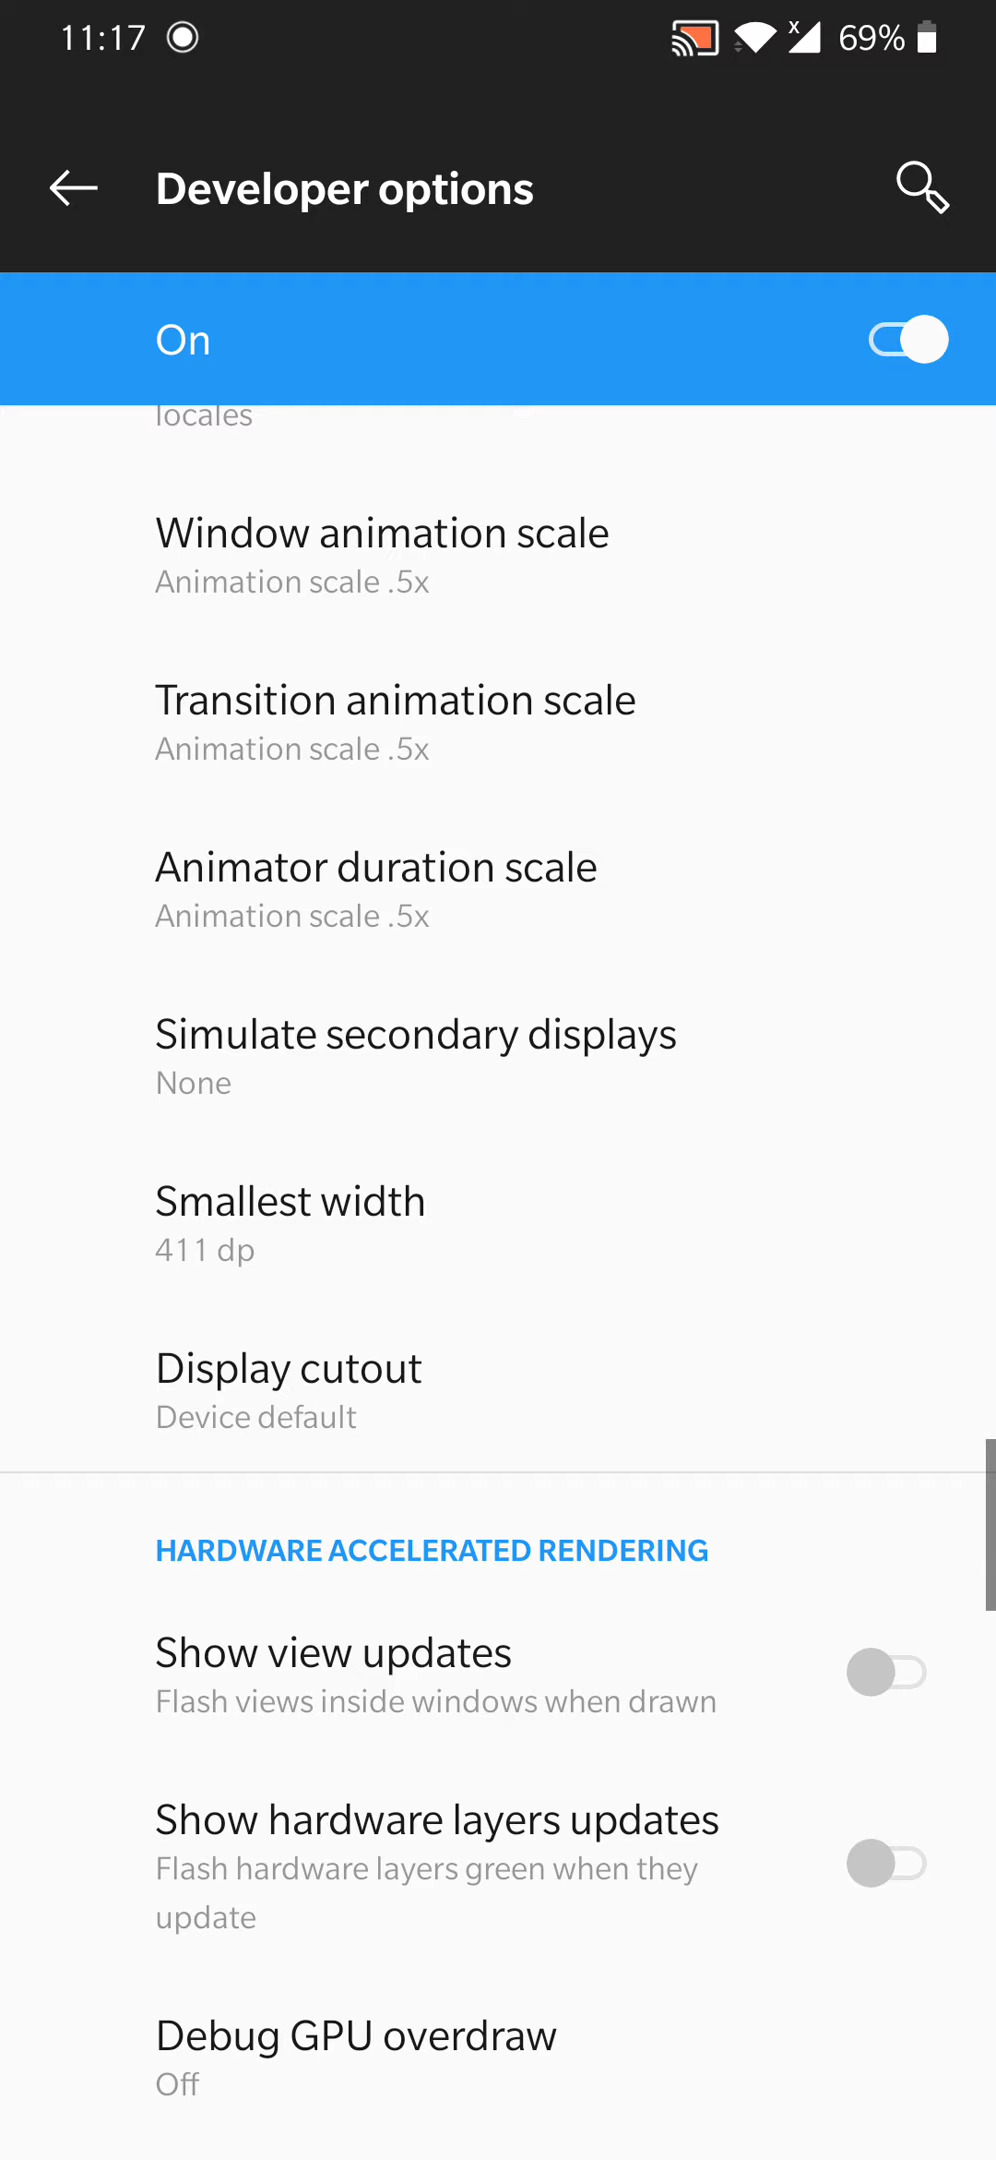 11:17
x 69%
Developer options
On
locales
Window animation scale
Animation scale .5x
Transition animation scale
Animation scale .5x
Animator duration scale
Animation scale .5x
Simulate secondary displays
None
Smallest width
411 dp
Display cutout
Device default
HARDWARE ACCELERATED RENDERING
Show view updates
Flash views inside windows when drawn
Show hardware layers updates
Flash hardware layers green when they
update
Debug GPU overdraw
Off